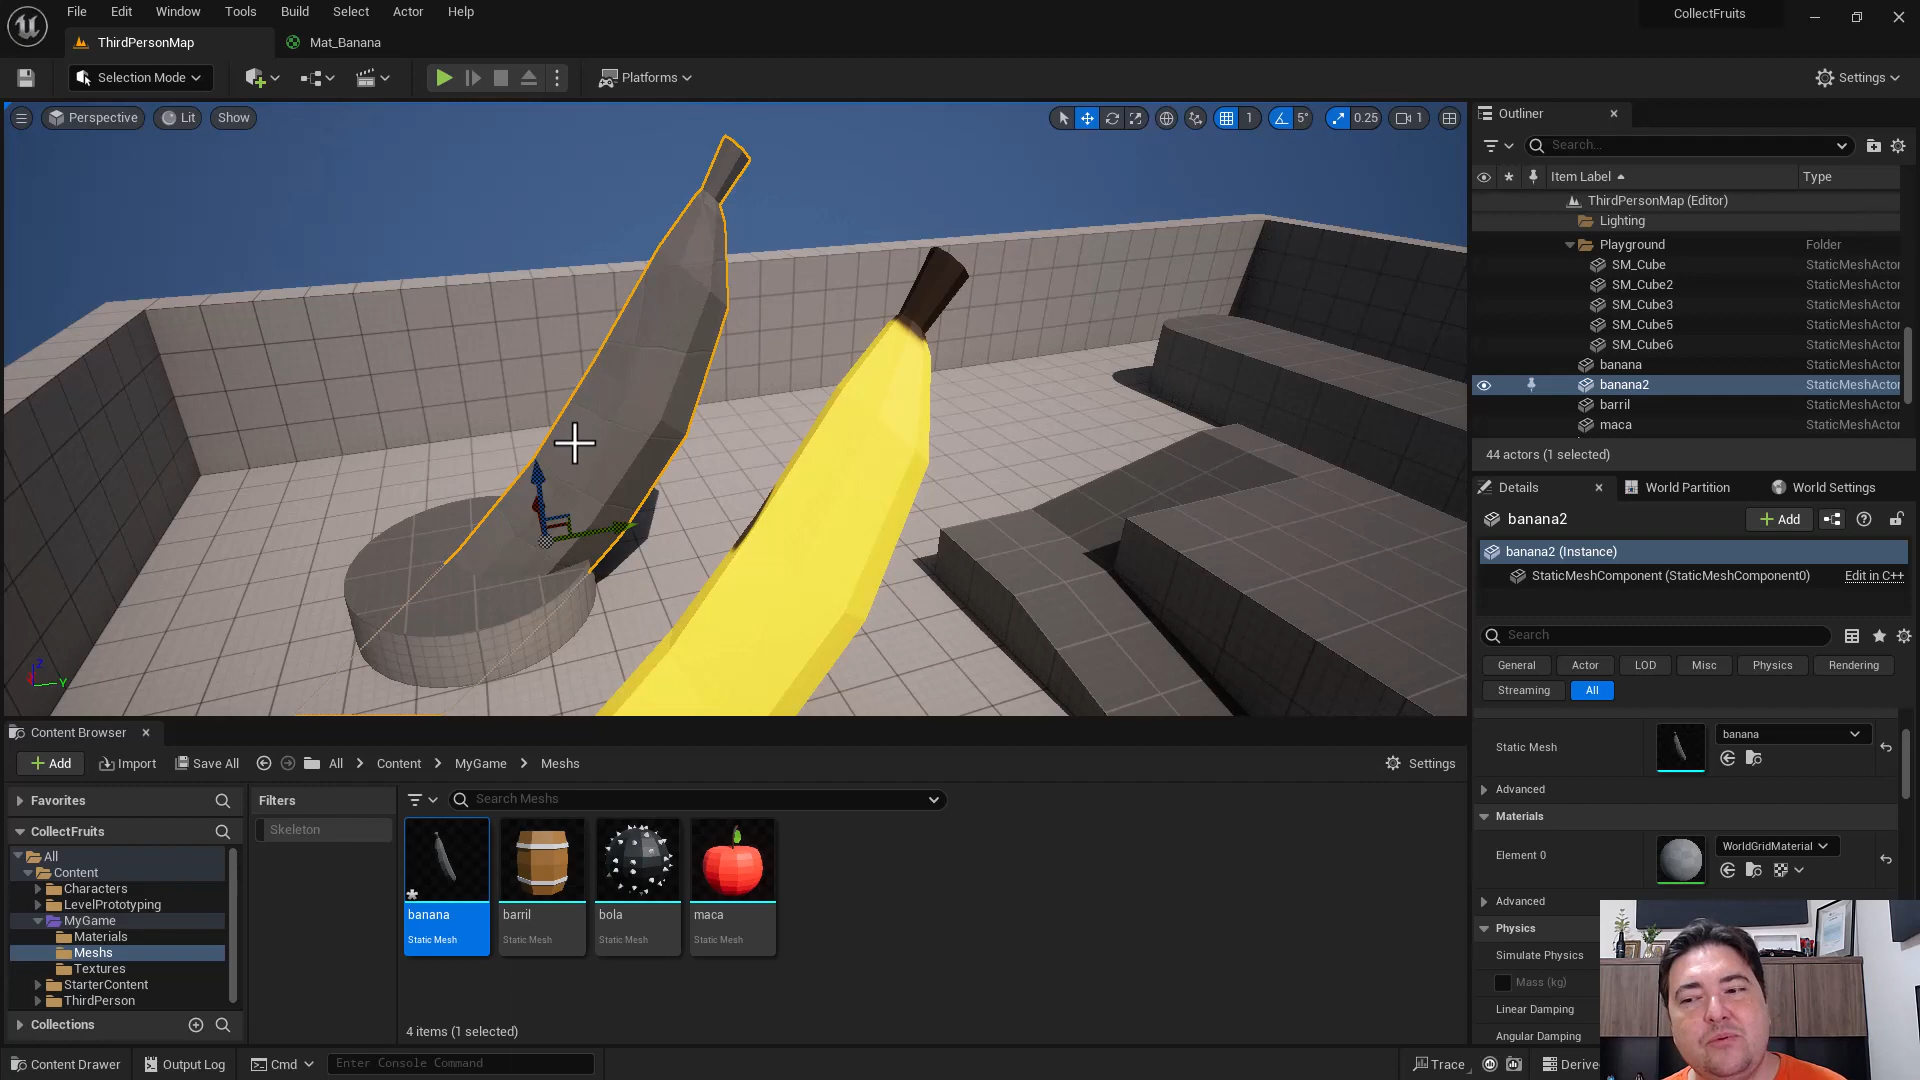 File Edit Window Tools Build Select Actor Help
CollectFruits
ThirdPersonMap
Mat_Banana
Selection Mode
Platforms
Settings
Perspective
Lit
Show
1
5°
0.25
1
Outliner
Search...
Item Label
Type
ThirdPersonMap (Editor)
Lighting
Playground Folder
SM_Cube StaticMeshActor
SM_Cube2 StaticMeshActor
SM_Cube3 StaticMeshActor
SM_Cube5 StaticMeshActor
SM_Cube6 StaticMeshActor
banana StaticMeshActor
banana2 StaticMeshActor
barril StaticMeshActor
maca StaticMeshActor
44 actors (1 selected)
Details
World Partition
World Settings
banana2
Add
banana2 (Instance)
StaticMeshComponent (StaticMeshComponent0) Edit in C++
Search
General Actor LOD Misc Physics Rendering
Streaming All
Static Mesh
banana
Advanced
Materials
Element 0
WorldGridMaterial
Advanced
Physics
Simulate Physics
Mass (kg)
Linear Damping
Angular Damping
Z
Y
Content Browser
Add
Import
Save All
All Content MyGame Meshs
Settings
Favorites
CollectFruits
All
Content
Characters
LevelPrototyping
MyGame
Materials
Meshs
Textures
StarterContent
ThirdPerson
Collections
Filters
Skeleton
Search Meshs
banana
Static Mesh
barril
Static Mesh
bola
Static Mesh
maca
Static Mesh
4 items (1 selected)
Content Drawer
Output Log
Cmd
Enter Console Command
Trace
Derive